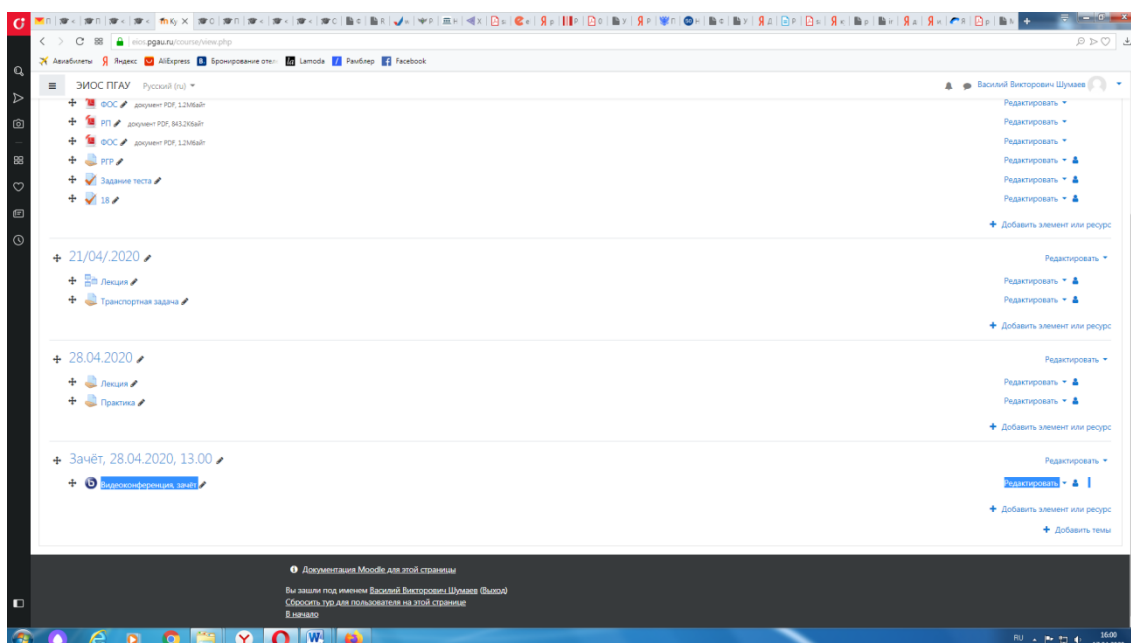 eios.pgau.ru/course/view.php
Авиабилеты Яндекс AliExpress Бронирование отел Lamoda Рамблер Facebook
ЭИОС ПГАУ Русский (ru) Василий Викторович Шумаев
ФОС документ PDF, 1.2Мбайт Редактировать
РП документ PDF, 843.2Кбайт Редактировать
ФОС документ PDF, 1.2Мбайт Редактировать
РГР Редактировать
Задание теста Редактировать
18 Редактировать
+ Добавить элемент или ресурс
21/04/.2020 Редактировать
Лекция Редактировать
Транспортная задача Редактировать
+ Добавить элемент или ресурс
28.04.2020 Редактировать
Лекция Редактировать
Практика Редактировать
+ Добавить элемент или ресурс
Зачёт, 28.04.2020, 13.00 Редактировать
Видеоконференция, зачёт Редактировать
+ Добавить элемент или ресурс
+ Добавить темы
Документация Moodle для этой страницы
Вы зашли под именем Василий Викторович Шумаев (Выход)
Сбросить тур для пользователя на этой странице
В начало
RU 16:00